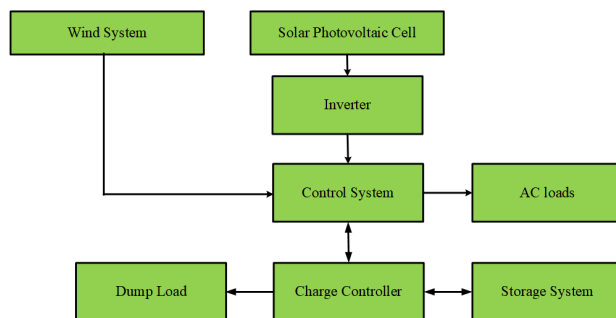 Wind System
Solar Photovoltaic Cell
Inverter
Control System
AC loads
Dump Load
Charge Controller
Storage System